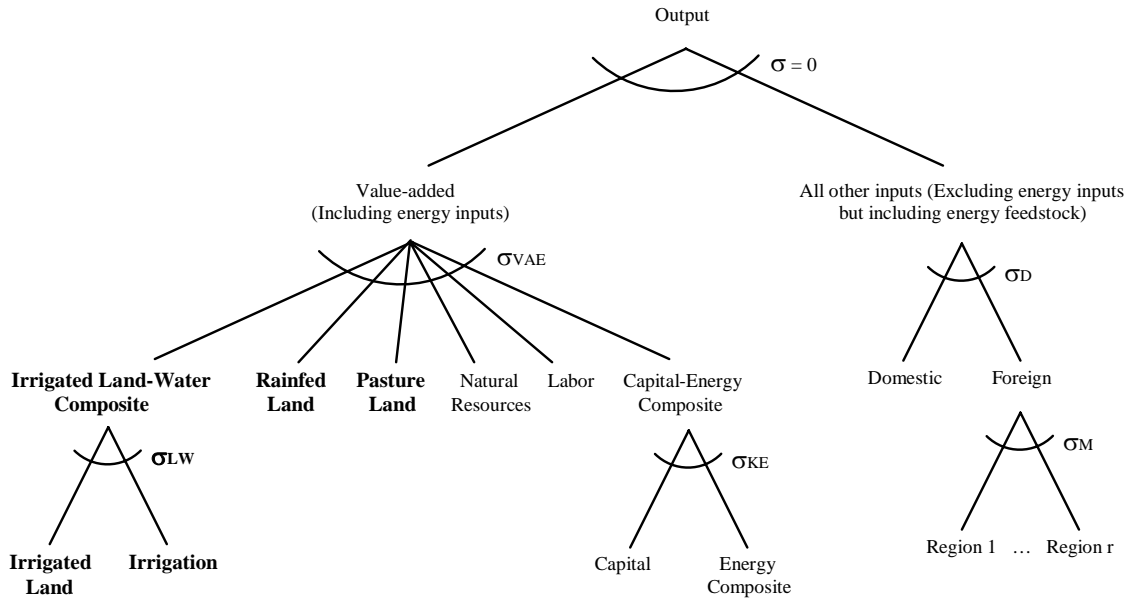 Output
σ = 0
Value-added
(Including energy inputs)
All other inputs (Excluding energy inputs
but including energy feedstock)
σVAE
σD
Irrigated Land-Water
Composite
Rainfed
Land
Pasture
Land
Natural
Resources
Labor
Capital-Energy
Composite
Domestic
Foreign
σLW
σKE
σM
Irrigated
Land
Irrigation
Capital
Energy
Composite
Region 1 … Region r